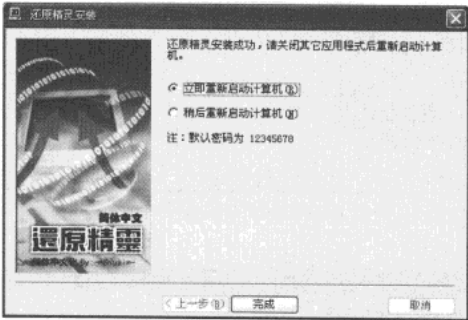 还原精灵安装
还原精灵安装成功，请关闭其它应用程式后重新启动计算
机。
立即重新启动计算机(R)
稍后重新启动计算机(N)
注：默认密码为 12345678
简体中文
還原精靈
<上一步(B)
完成
取消